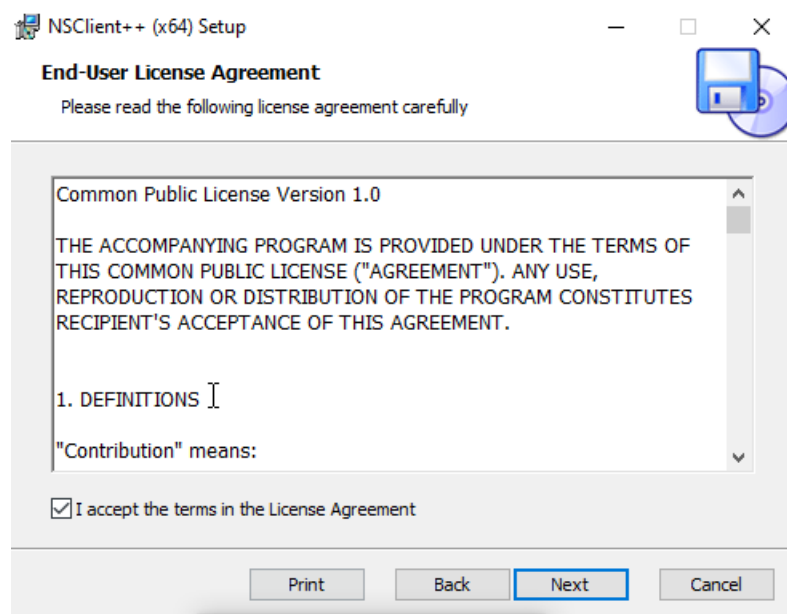 NSClient++ (x64) Setup
End-User License Agreement
Please read the following license agreement carefully
Common Public License Version 1.0
THE ACCOMPANYING PROGRAM IS PROVIDED UNDER THE TERMS OF
THIS COMMON PUBLIC LICENSE ("AGREEMENT"). ANY USE,
REPRODUCTION OR DISTRIBUTION OF THE PROGRAM CONSTITUTES
RECIPIENT'S ACCEPTANCE OF THIS AGREEMENT.
1. DEFINITIONS
"Contribution" means:
I accept the terms in the License Agreement
Print Back Next Cancel